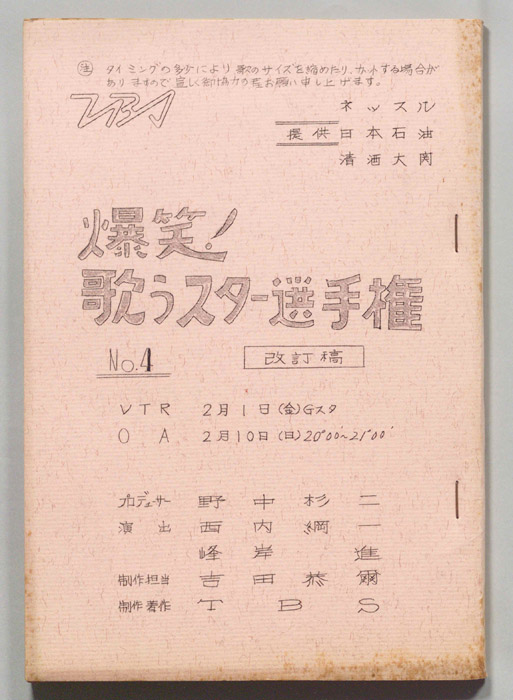 注 タイミングの多少により歌のサイズを縮めたり、カットする場合が
ありますので宜しく御協力の程お願い申し上げます。
TBS
ネッスル
提供 日本石油
清酒大関
爆笑!
歌うスター選手権
No.4 改訂稿
VTR 2月1日(金)Gスタ
OA 2月10日(日)20°00'~21°00'
プロデューサー 野中杉二
演出 西内綱一
峰岸進
制作担当 吉田恭爾
制作著作 TBS